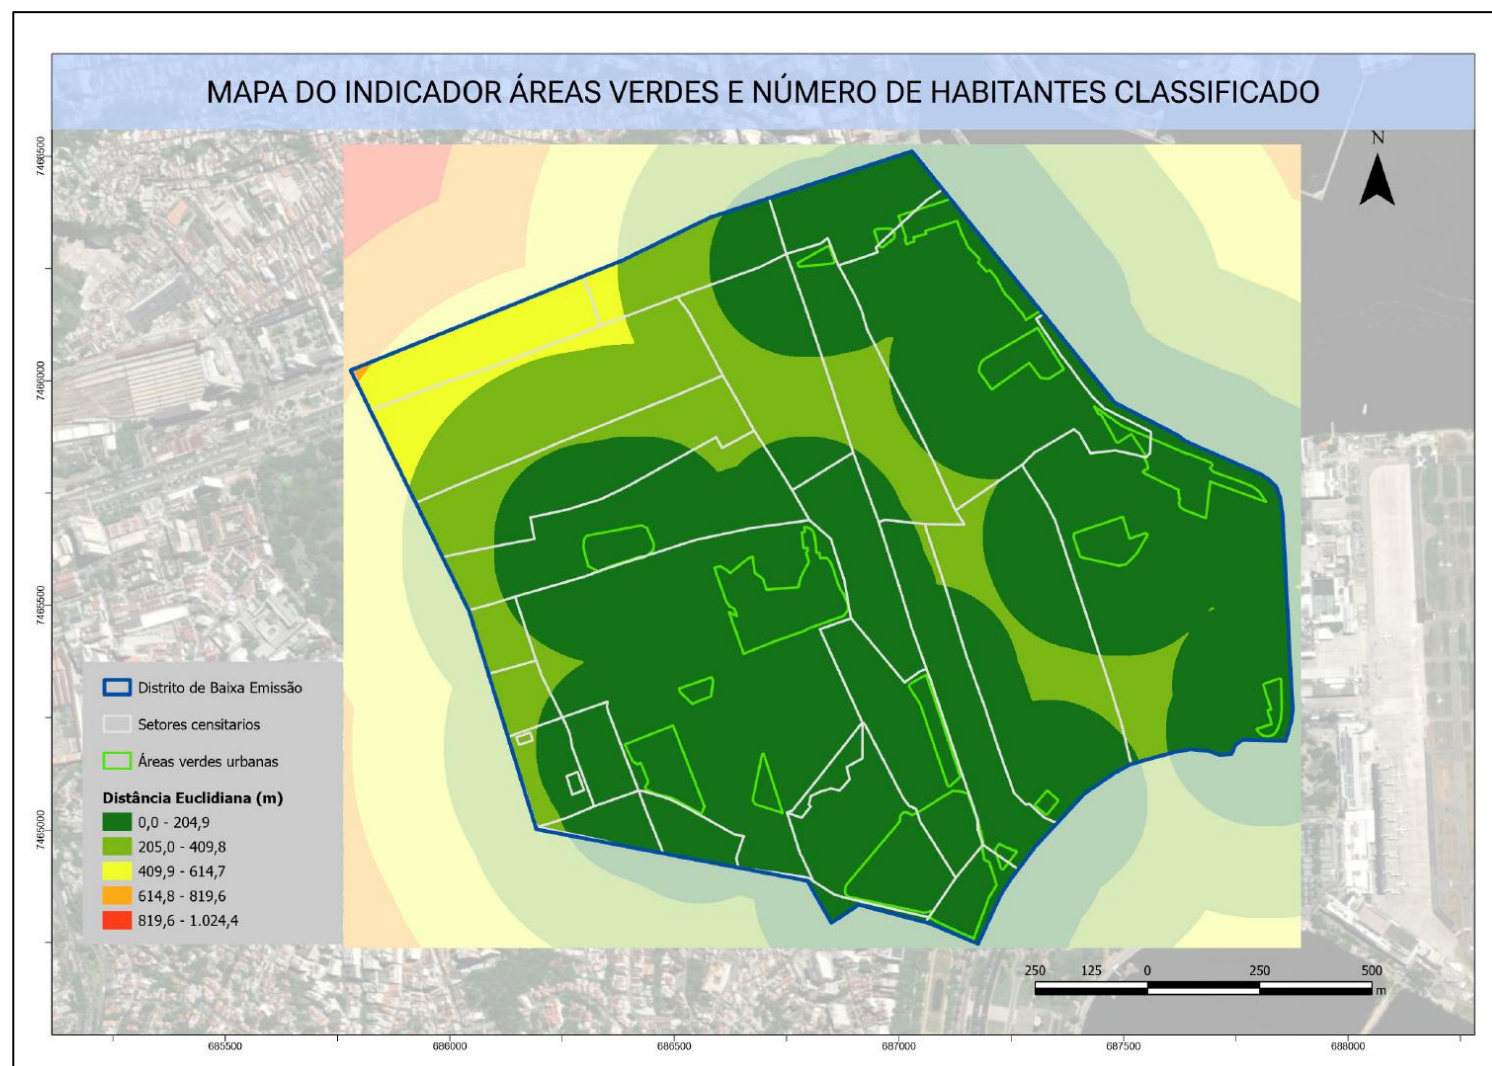 MAPA DO INDICADOR ÁREAS VERDES E NÚMERO DE HABITANTES CLASSIFICADO
N
7466500
7466000
7465500
7465000
Distrito de Baixa Emissão
Setores censitarios
Áreas verdes urbanas
Distância Euclidiana (m)
0,0 - 204,9
205,0 - 409,8
409,9 - 614,7
614,8 - 819,6
819,6 - 1.024,4
250 125 0 250 500
m
685500 686000 686500 687000 687500 688000